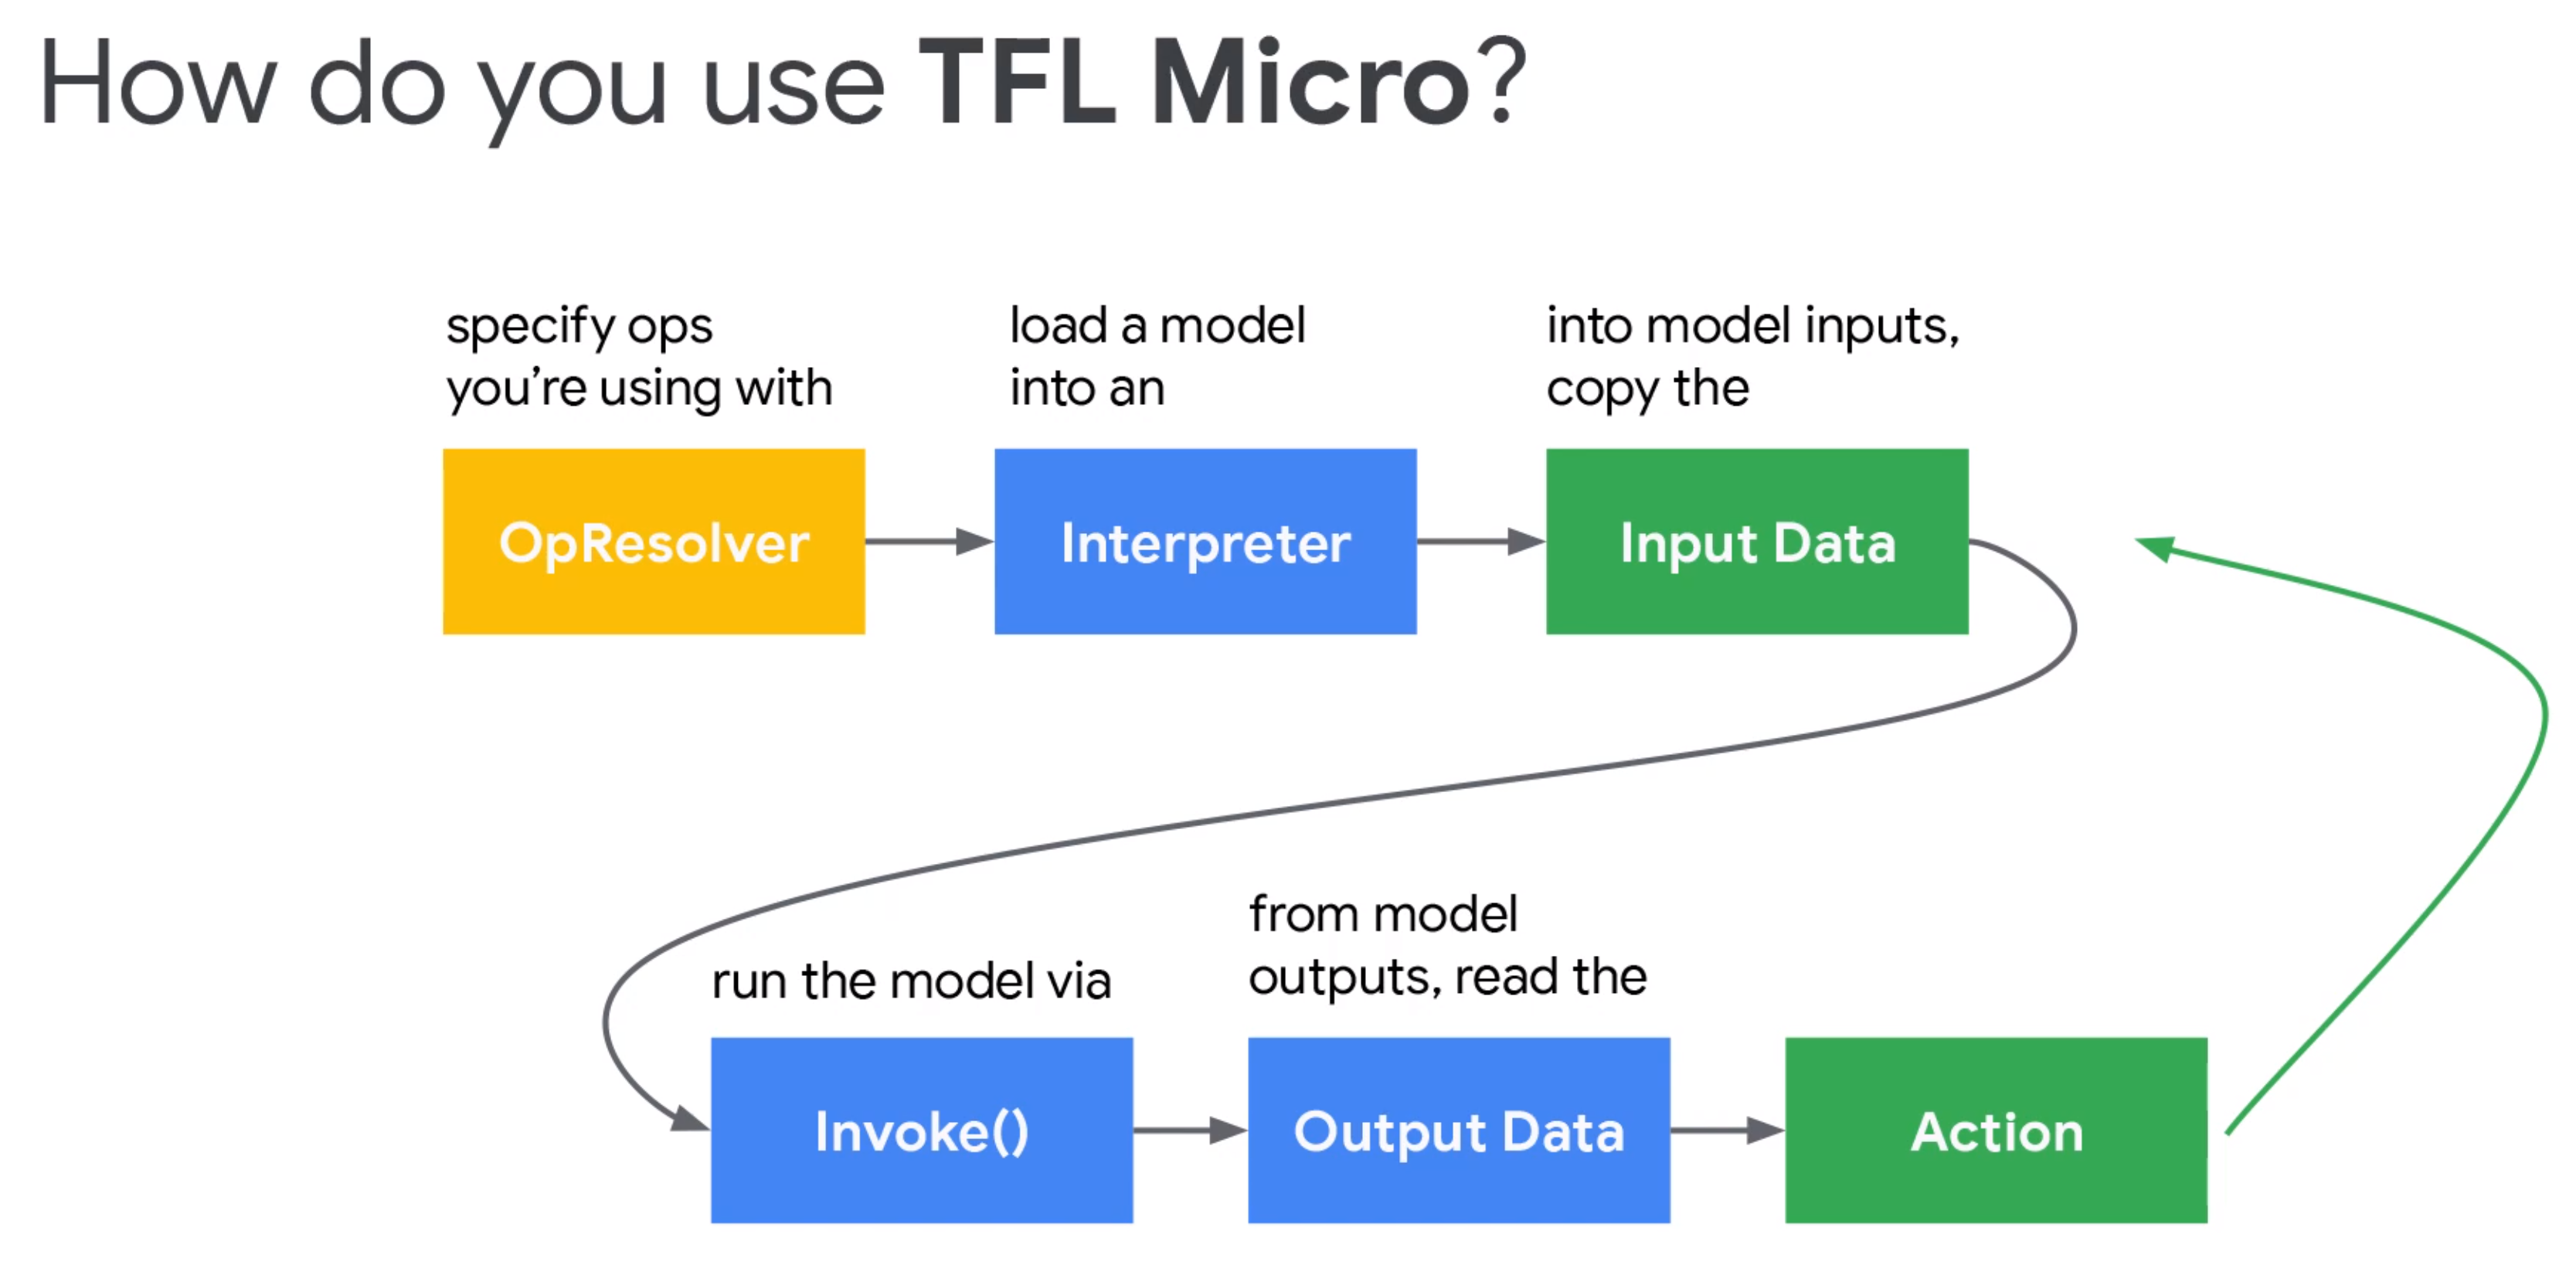 How do you use TFL Micro?
specify ops
you’re using with
OpResolver
load a model
into an
Interpreter
into model inputs,
copy the
Input Data
run the model via
Invoke()
from model
outputs, read the
Output Data
Action